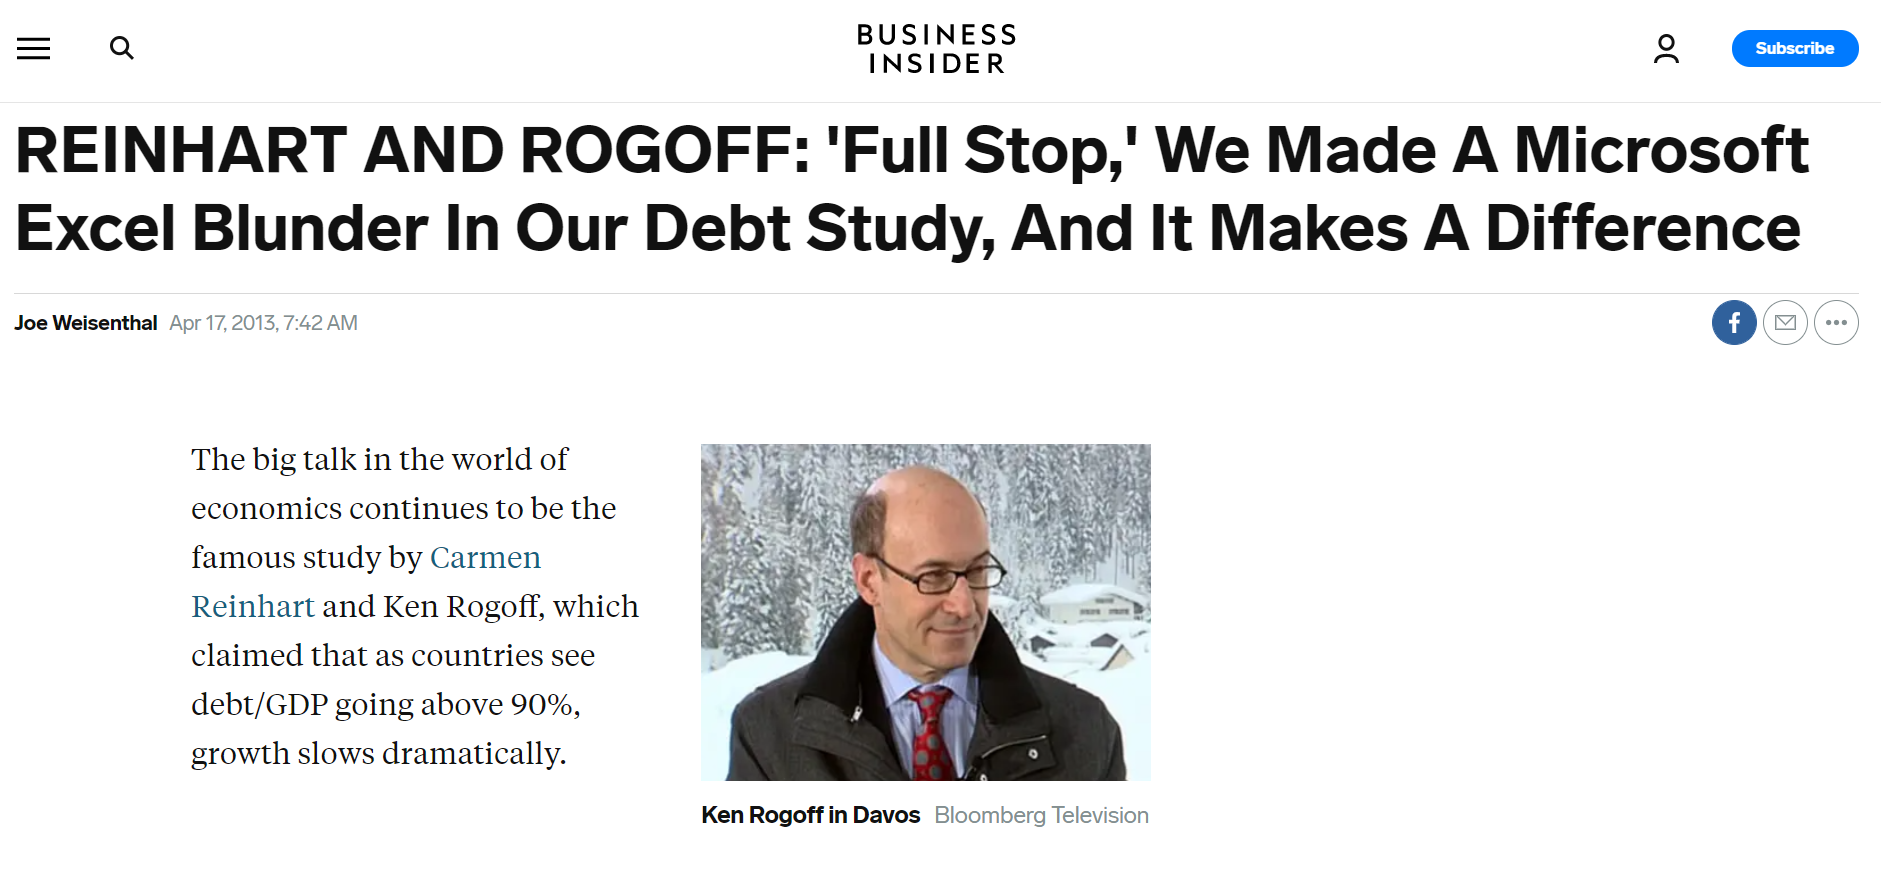 BUSINESS
INSIDER
Subscribe
REINHART AND ROGOFF: 'Full Stop,' We Made A Microsoft
Excel Blunder In Our Debt Study, And It Makes A Difference
Joe Weisenthal Apr 17, 2013, 7:42 AM
The big talk in the world of
economics continues to be the
famous study by Carmen
Reinhart and Ken Rogoff, which
claimed that as countries see
debt/GDP going above 90%,
growth slows dramatically.
Ken Rogoff in Davos Bloomberg Television